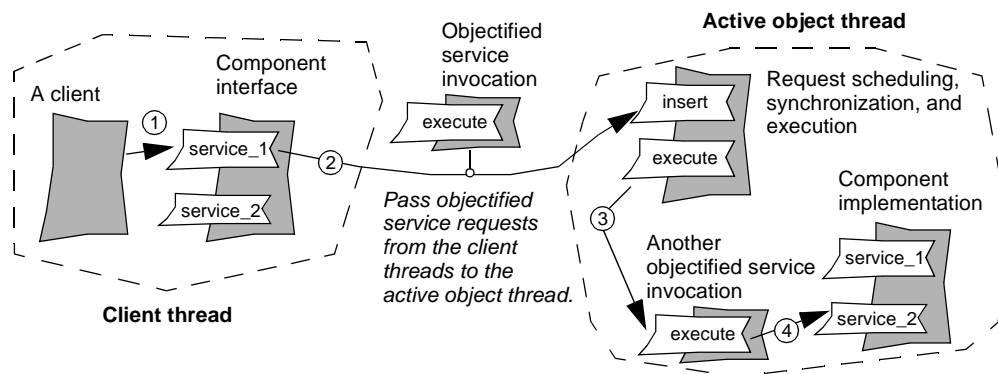 Active object thread
Objectified
service
invocation
Component
interface
A client
Request scheduling,
synchronization, and
execution
insert
execute
1
service_1
2
execute
service_2
Pass objectified
service requests
from the client
threads to the
active object thread.
3
Component
implementation
Another
objectified service
invocation
service_1
Client thread
execute
4
service_2